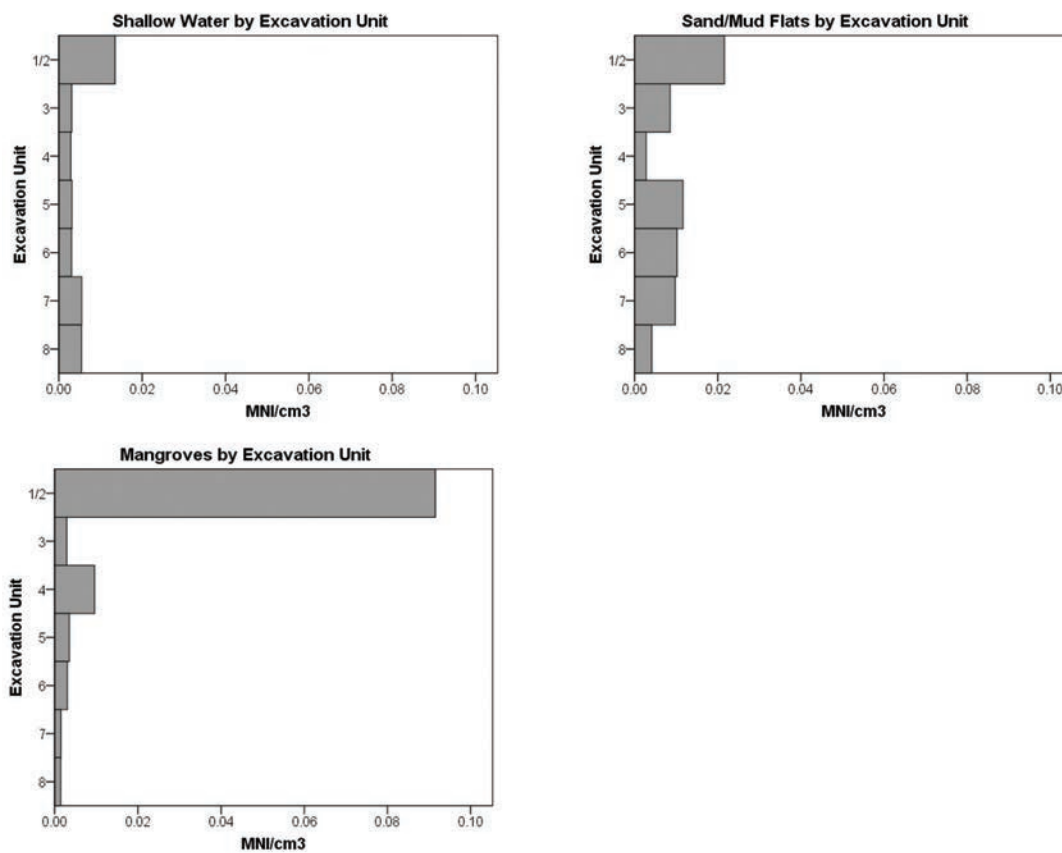 Shallow Water by Excavation Unit
Excavation Unit
1/2
3
4
5
6
7
8
0.00 0.02 0.04 0.06 0.08 0.10
MNI/cm3
Sand/Mud Flats by Excavation Unit
Excavation Unit
1/2
3
4
5
6
7
8
0.00 0.02 0.04 0.06 0.08 0.10
MNI/cm3
Mangroves by Excavation Unit
Excavation Unit
1/2
3
4
5
6
7
8
0.00 0.02 0.04 0.06 0.08 0.10
MNI/cm3